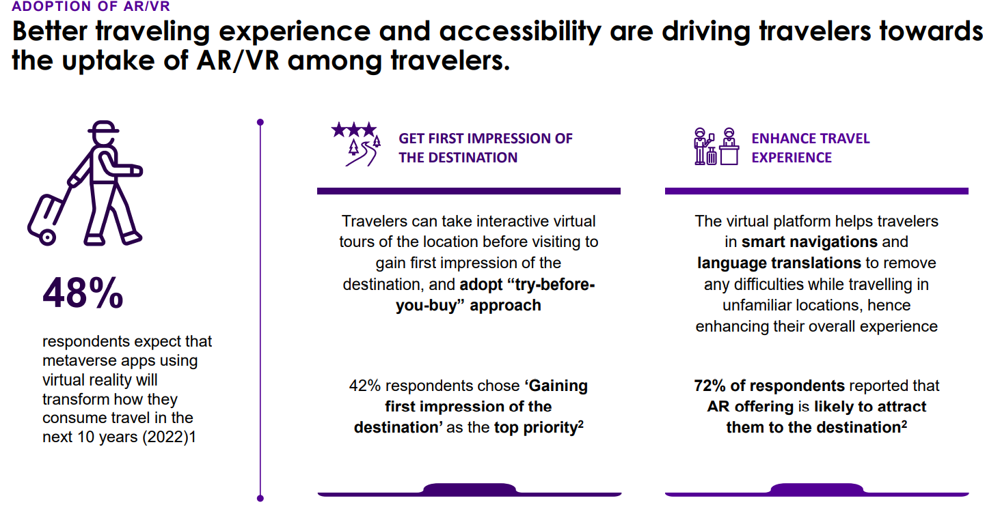 ADOPTION OF AR/VR
Better traveling experience and accessibility are driving travelers towards
the uptake of AR/VR among travelers.
48%
respondents expect that
metaverse apps using
virtual reality will
transform how they
consume travel in the
next 10 years (2022)1
GET FIRST IMPRESSION OF
THE DESTINATION
Travelers can take interactive virtual
tours of the location before visiting to
gain first impression of the
destination, and adopt “try-before-
you-buy” approach
42% respondents chose ‘Gaining
first impression of the
destination’ as the top priority²
ENHANCE TRAVEL
EXPERIENCE
The virtual platform helps travelers
in smart navigations and
language translations to remove
any difficulties while travelling in
unfamiliar locations, hence
enhancing their overall experience
72% of respondents reported that
AR offering is likely to attract
them to the destination²